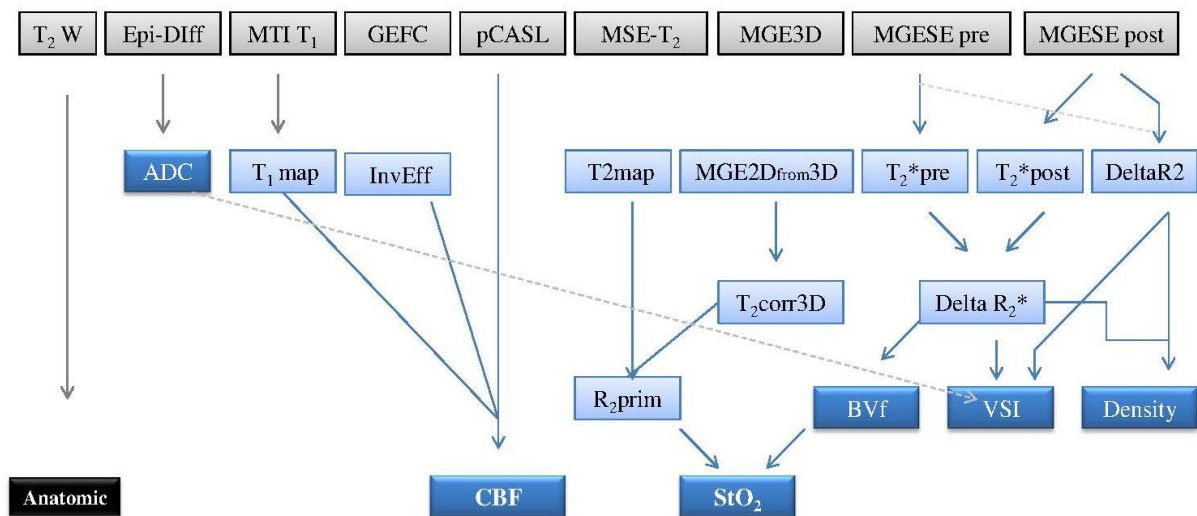 T₂ W
Epi-DIff
MTI T₁
GEFC
pCASL
MSE-T₂
MGE3D
MGESE pre
MGESE post
ADC
T₁ map
InvEff
T2map
MGE2Dfrom3D
T₂*pre
T₂*post
DeltaR2
T₂corr3D
Delta R₂*
R₂prim
BVf
VSI
Density
Anatomic
CBF
StO₂